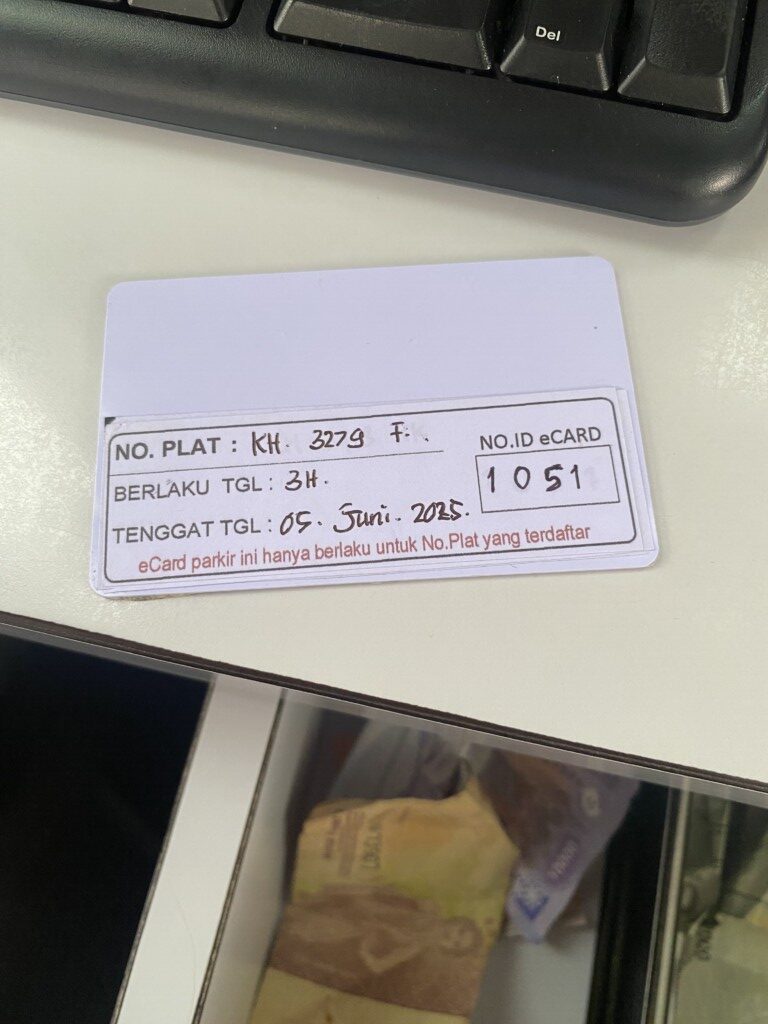 Del
NO. PLAT : KH. 3279 F.
NO.ID eCARD
1051
BERLAKU TGL : 3H.
TENGGAT TGL : 05. Juni. 2025.
eCard parkir ini hanya berlaku untuk No.Plat yang terdaftar